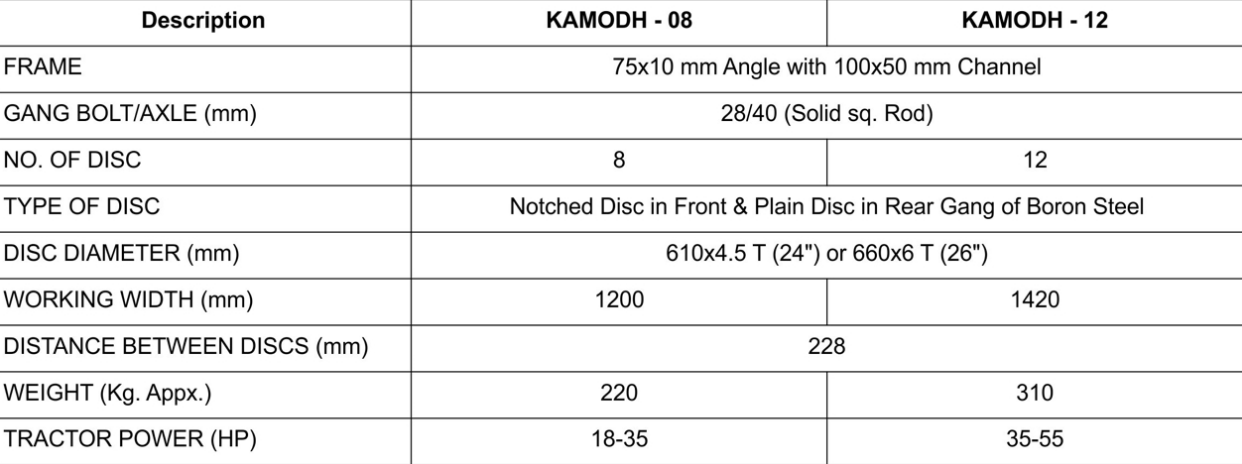 Description KAMODH - 08 KAMODH - 12
FRAME 75x10 mm Angle with 100x50 mm Channel
GANG BOLT/AXLE (mm) 28/40 (Solid sq. Rod)
NO. OF DISC 8 12
TYPE OF DISC Notched Disc in Front & Plain Disc in Rear Gang of Boron Steel
DISC DIAMETER (mm) 610x4.5 T (24") or 660x6 T (26")
WORKING WIDTH (mm) 1200 1420
DISTANCE BETWEEN DISCS (mm) 228
WEIGHT (Kg. Appx.) 220 310
TRACTOR POWER (HP) 18-35 35-55